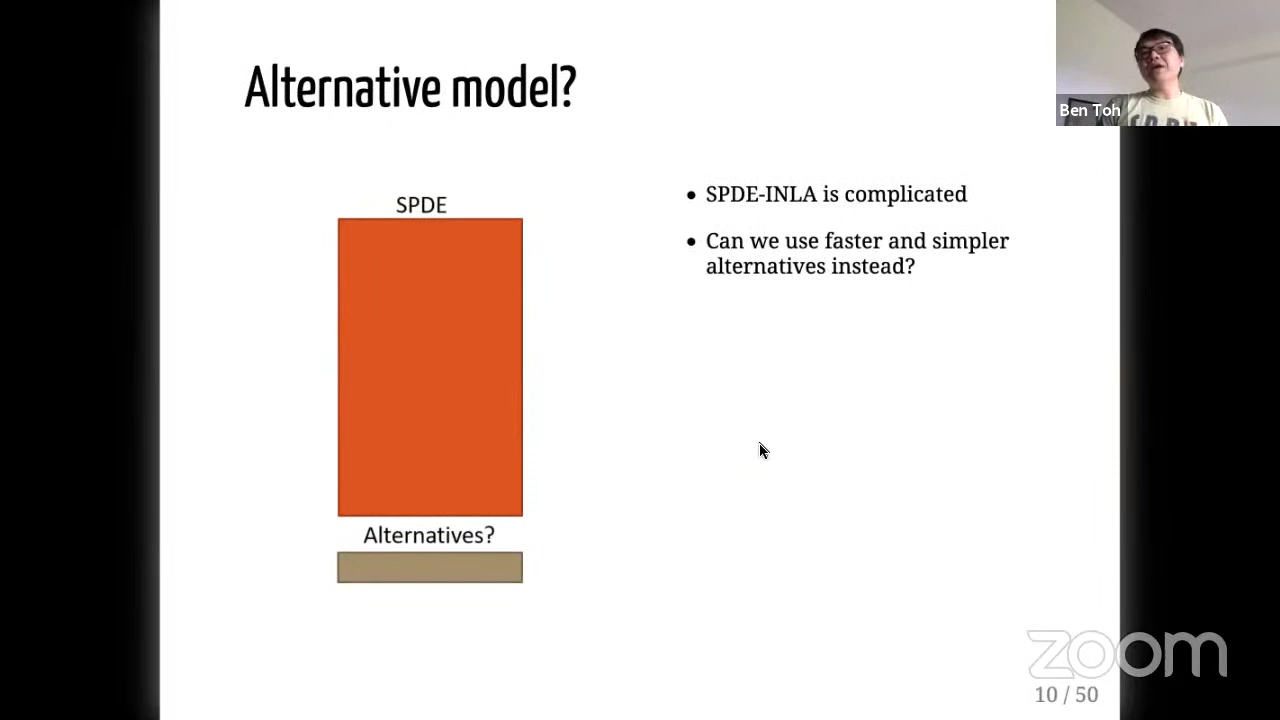 Alternative model?
Ben Toh
SPDE
• SPDE-INLA is complicated
• Can we use faster and simpler
alternatives instead?
Alternatives?
zoom
10 / 50